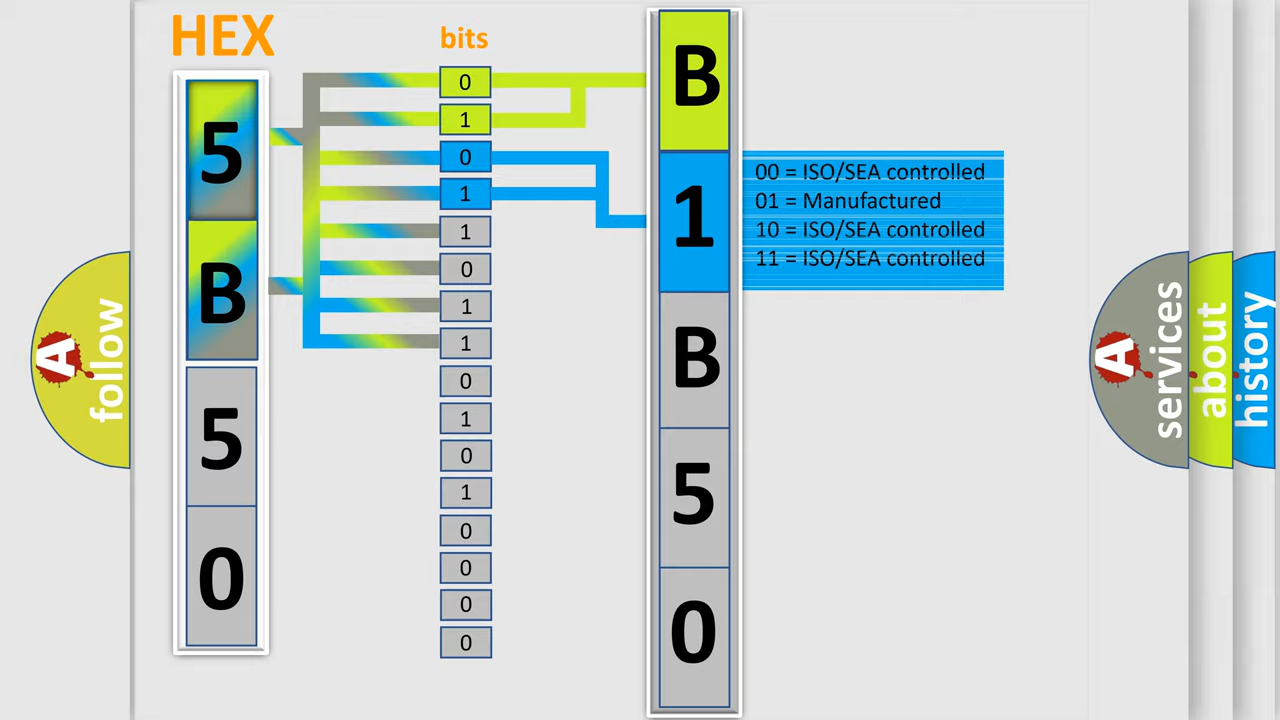 HEX
bits
5
B
5
0
0
1
0
1
1
0
1
1
0
1
0
1
0
0
0
0
B
1
B
5
0
00 = ISO/SEA controlled
01 = Manufactured
10 = ISO/SEA controlled
11 = ISO/SEA controlled
A
follow
A
services
about
history